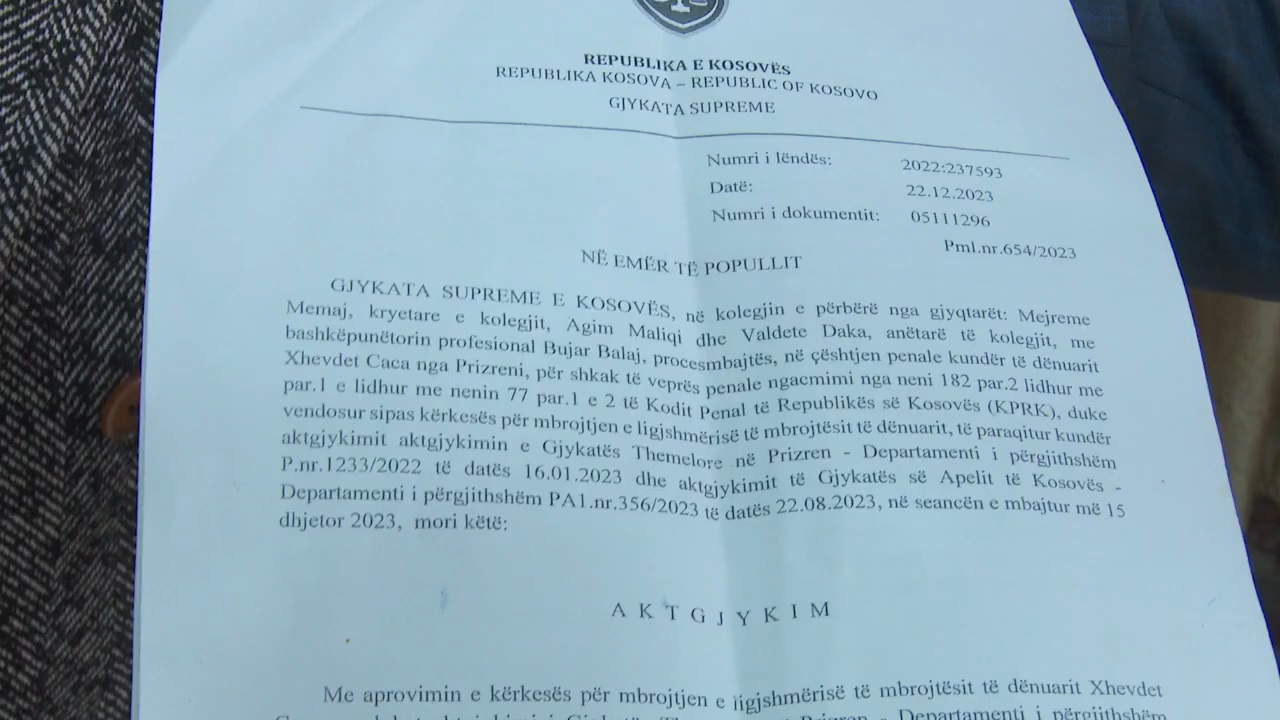 REPUBLIKA E KOSOVËS
REPUBLIKA KOSOVA – REPUBLIC OF KOSOVO
GJYKATA SUPREME
Numri i lëndës: 2022:237593
Datë: 22.12.2023
Numri i dokumentit: 05111296
Pml.nr.654/2023
NË EMËR TË POPULLIT
GJYKATA SUPREME E KOSOVËS, në kolegjin e përbërë nga gjyqtarët: Mejreme
Memaj, kryetare e kolegjit, Agim Maliqi dhe Valdete Daka, anëtarë të kolegjit, me
bashkëpunëtorin profesional Bujar Balaj, procesmbajtës, në çështjen penale kundër të dënuarit
Xhevdet Caca nga Prizreni, për shkak të veprës penale ngacmimi nga neni 182 par.2 lidhur me
par.1 e lidhur me nenin 77 par.1 e 2 të Kodit Penal të Republikës së Kosovës (KPRK), duke
vendosur sipas kërkesës për mbrojtjen e ligjshmërisë të mbrojtësit të dënuarit, të paraqitur kundër
aktgjykimit aktgjykimin e Gjykatës Themelore në Prizren - Departamenti i përgjithshëm
P.nr.1233/2022 të datës 16.01.2023 dhe aktgjykimit të Gjykatës së Apelit të Kosovës -
Departamenti i përgjithshëm PA1.nr.356/2023 të datës 22.08.2023, në seancën e mbajtur më 15
dhjetor 2023, mori këtë:
A K T G J Y K I M
Me aprovimin e kërkesës për mbrojtjen e ligjshmërisë të mbrojtësit të dënuarit Xhevdet
Prizren - Departamenti i përgjithshëm